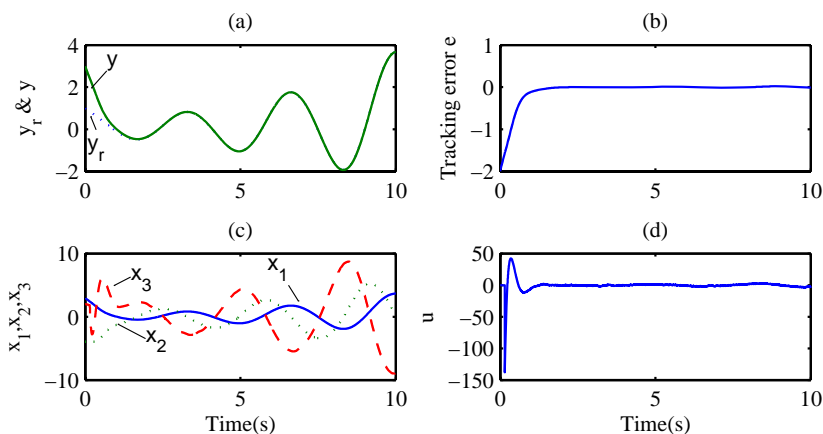 (a)
4
2
0
−2
0
5
10
y_r & y
y
y_r
(b)
1
0
−1
−2
0
5
10
Tracking error e
(c)
10
0
−10
0
5
10
x_1,x_2,x_3
x_3
x_1
x_2
Time(s)
(d)
50
0
−50
−100
−150
0
5
10
u
Time(s)